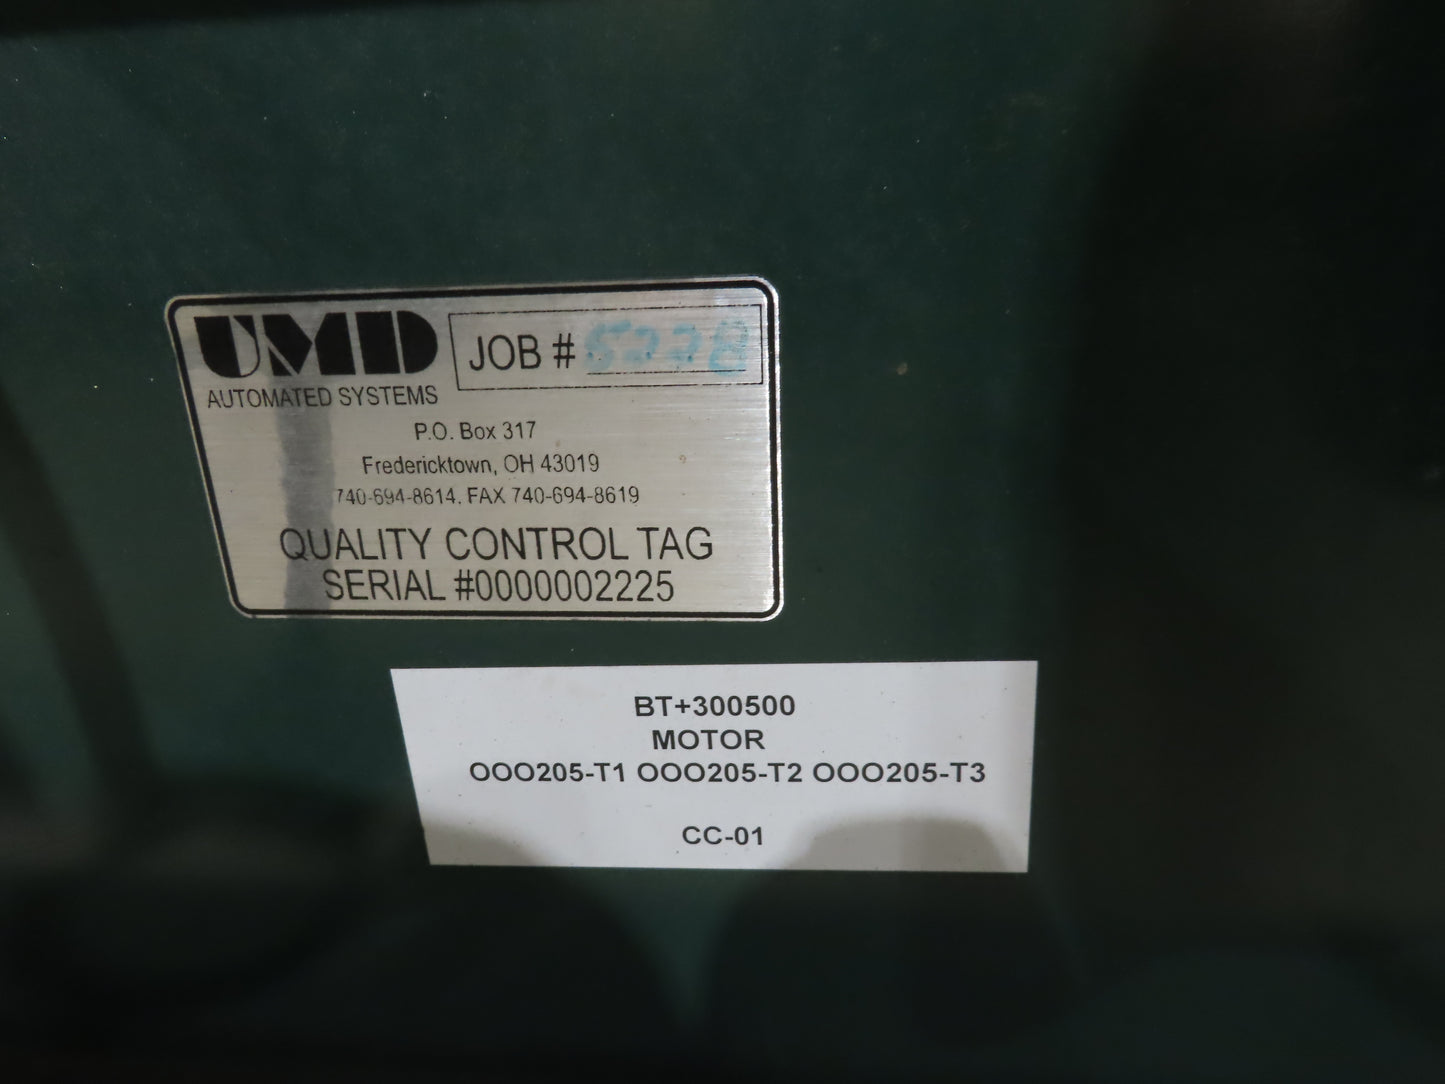 UMD
AUTOMATED SYSTEMS
JOB # 5228
P.O. Box 317
Fredericktown, OH 43019
740-694-8614, FAX 740-694-8619
QUALITY CONTROL TAG
SERIAL #0000002225
BT+300500
MOTOR
OOO205-T1 OOO205-T2 OOO205-T3
CC-01